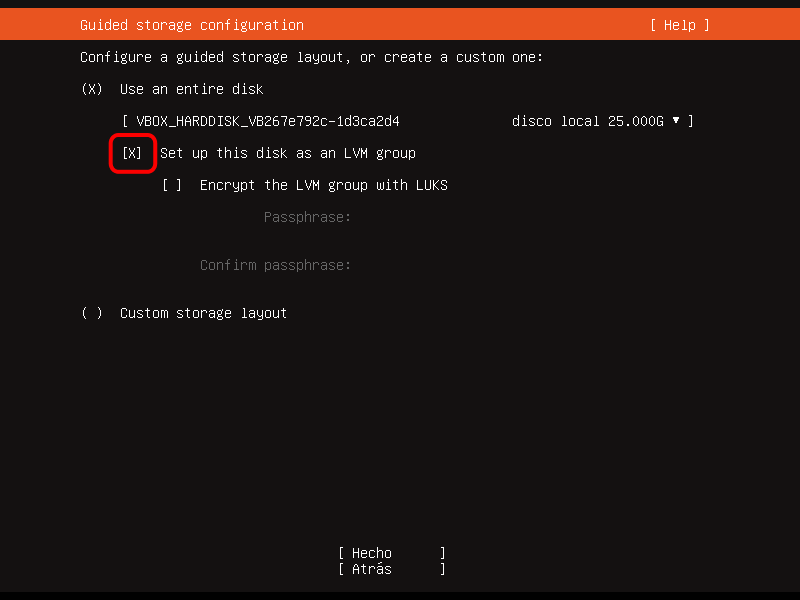 Guided storage configuration [ Help ]
Configure a guided storage layout, or create a custom one:
(X) Use an entire disk
[ VBOX_HARDDISK_VB267e792c-1d3ca2d4 disco local 25.000G ▾ ]
[X] Set up this disk as an LVM group
[ ] Encrypt the LVM group with LUKS
Passphrase:
Confirm passphrase:
( ) Custom storage layout
[ Hecho ]
[ Atrás ]